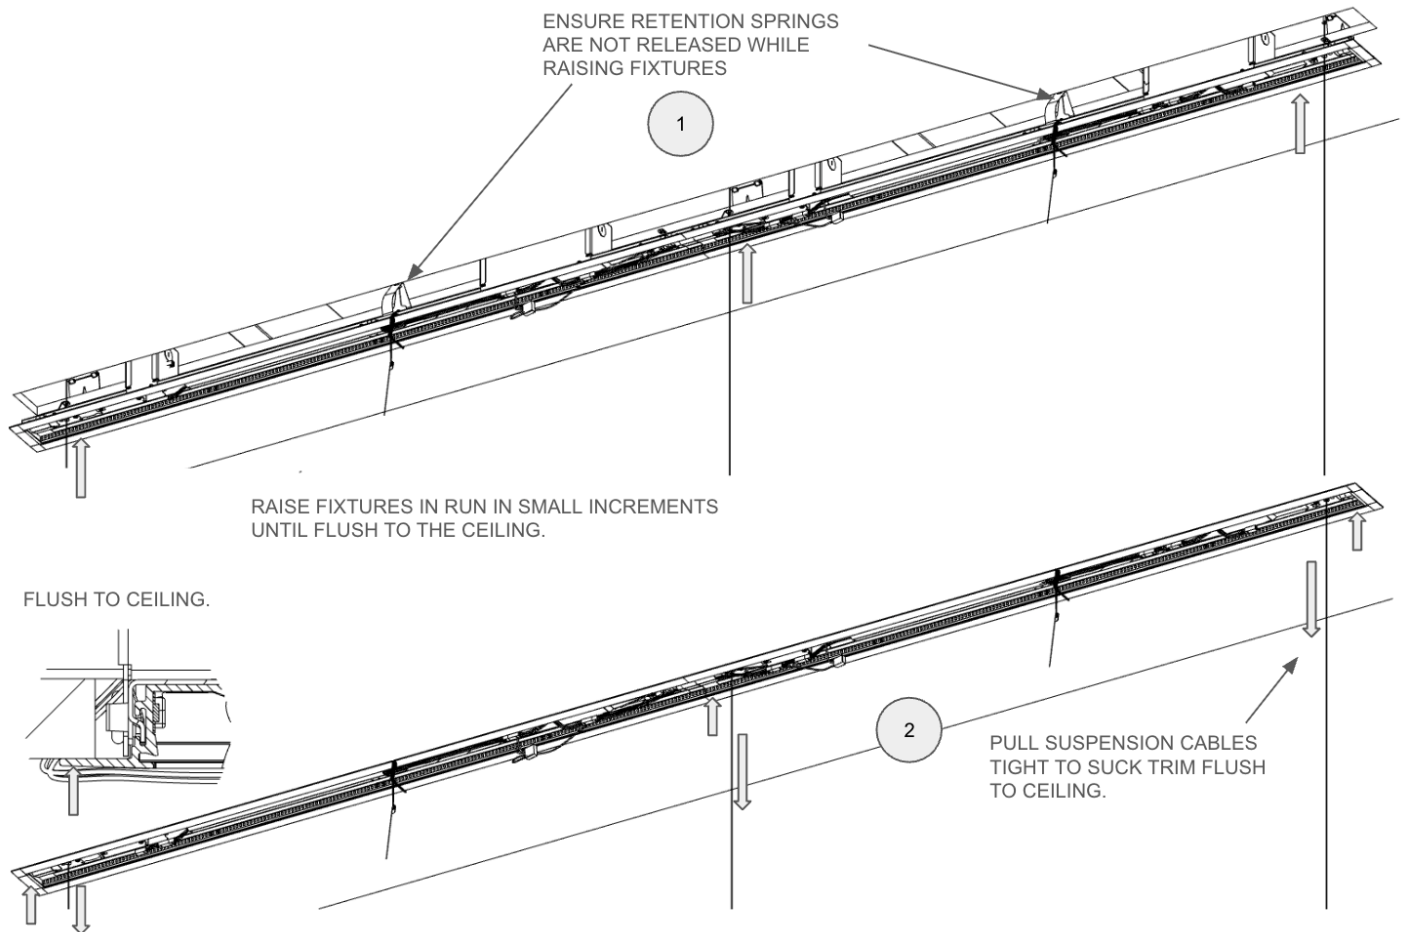 ENSURE RETENTION SPRINGS
ARE NOT RELEASED WHILE
RAISING FIXTURES
1
RAISE FIXTURES IN RUN IN SMALL INCREMENTS
UNTIL FLUSH TO THE CEILING.
FLUSH TO CEILING.
2
PULL SUSPENSION CABLES
TIGHT TO SUCK TRIM FLUSH
TO CEILING.